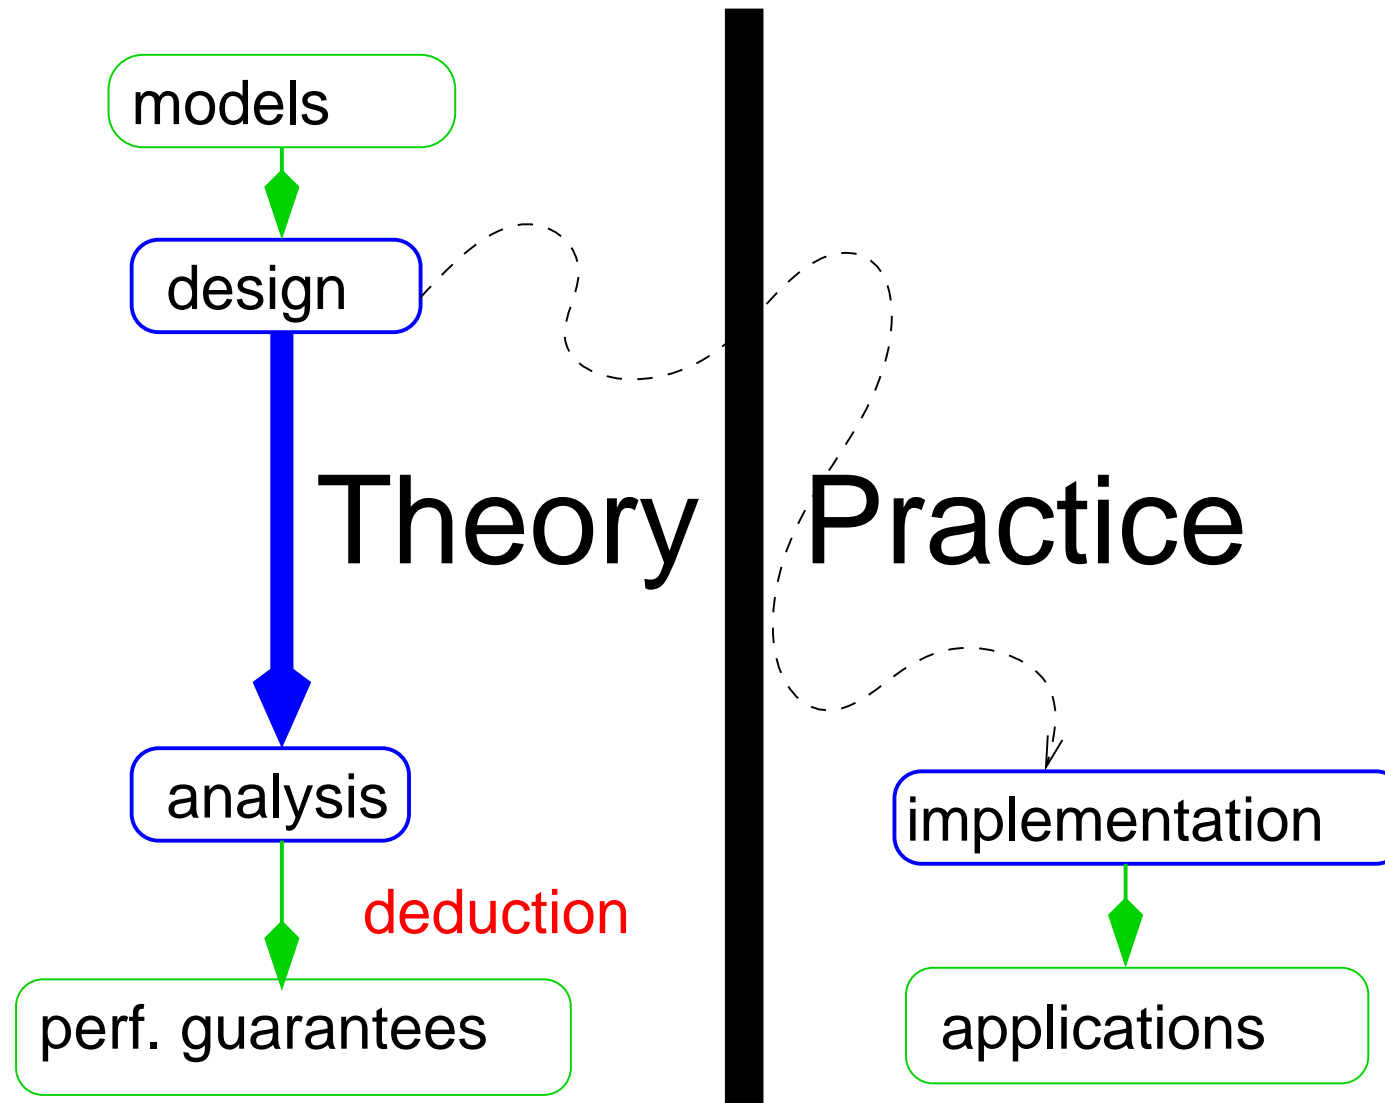 models
design
Theory
Practice
analysis
implementation
deduction
perf. guarantees
applications